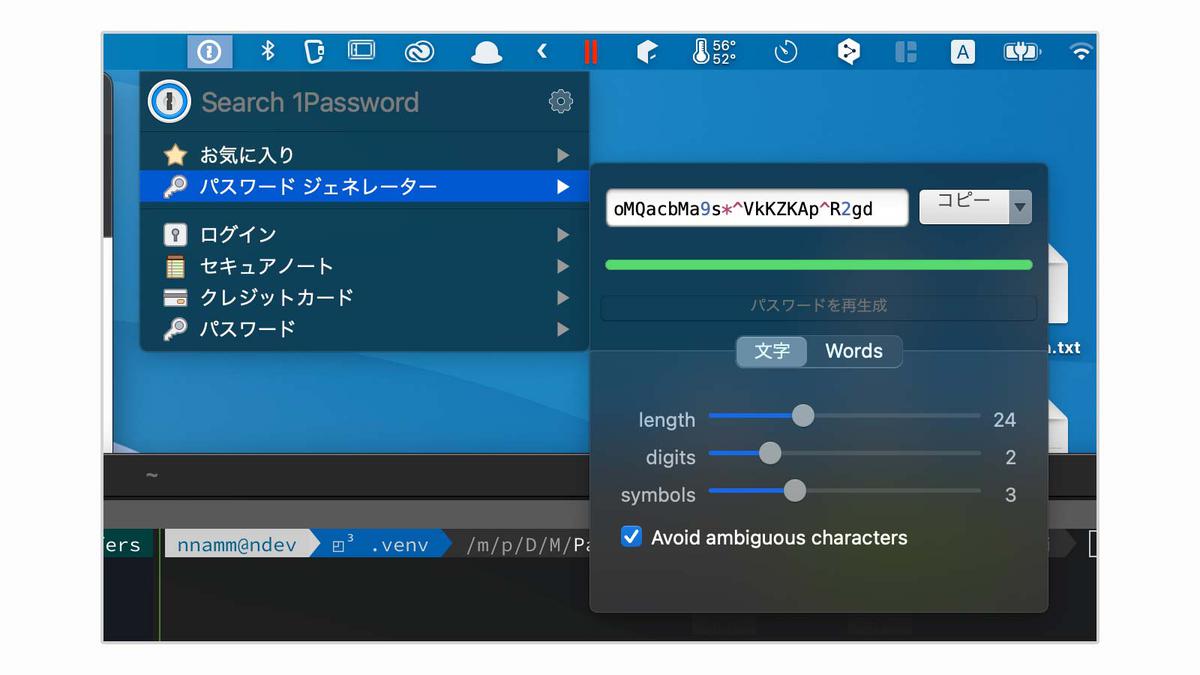 56°
52°
A
Search 1Password
お気に入り
パスワード ジェネレーター
ログイン
セキュアノート
クレジットカード
パスワード
oMQacbMa9s*^VkKZKAp^R2gd
コピー
パスワードを再生成
文字 Words
length 24
digits 2
symbols 3
Avoid ambiguous characters
.txt
~
ers nnamm@ndev 3 .venv /m/p/D/M/Pa